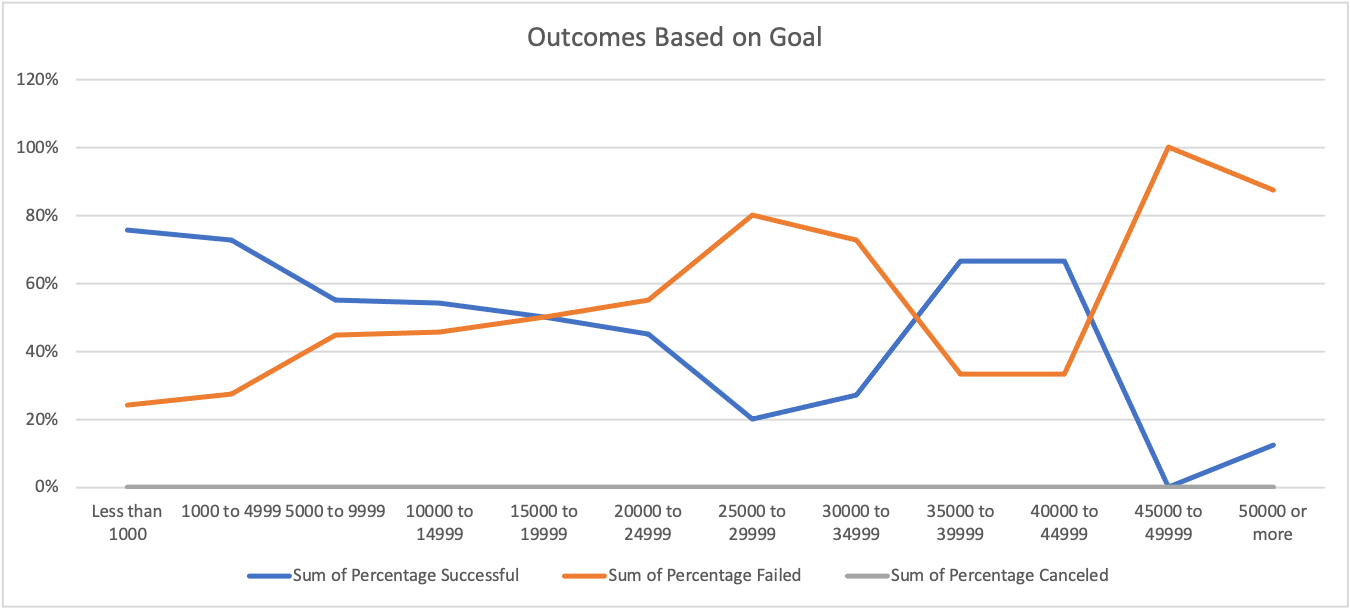 Outcomes Based on Goal
120%
100%
80%
60%
40%
20%
0%
Less than
1000
1000 to 4999
5000 to 9999
10000 to
14999
15000 to
19999
20000 to
24999
25000 to
29999
30000 to
34999
35000 to
39999
40000 to
44999
45000 to
49999
50000 or
more
Sum of Percentage Successful
Sum of Percentage Failed
Sum of Percentage Canceled